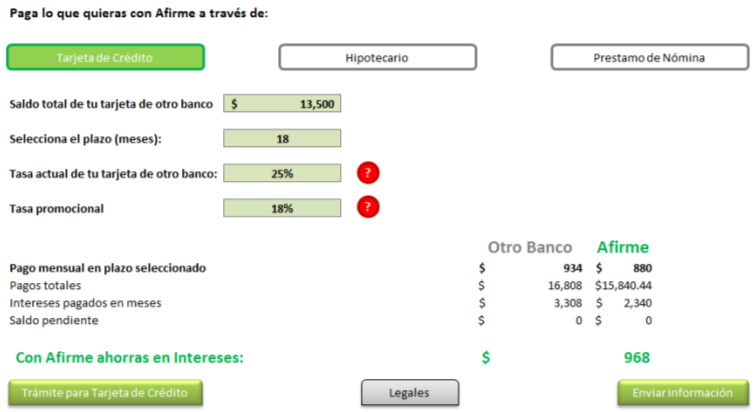 Paga lo que quieras con Afirme a través de:
Tarjeta de Crédito Hipotecario Prestamo de Nómina
Saldo total de tu tarjeta de otro banco $ 13,500
Selecciona el plazo (meses): 18
Tasa actual de tu tarjeta de otro banco: 25% ?
Tasa promocional 18% ?
Otro Banco Afirme
Pago mensual en plazo seleccionado $ 934 $ 880
Pagos totales $ 16,808 $15,840.44
Intereses pagados en meses $ 3,308 $ 2,340
Saldo pendiente $ 0 $ 0
Con Afirme ahorras en Intereses: $ 968
Trámite para Tarjeta de Crédito Legales Enviar información